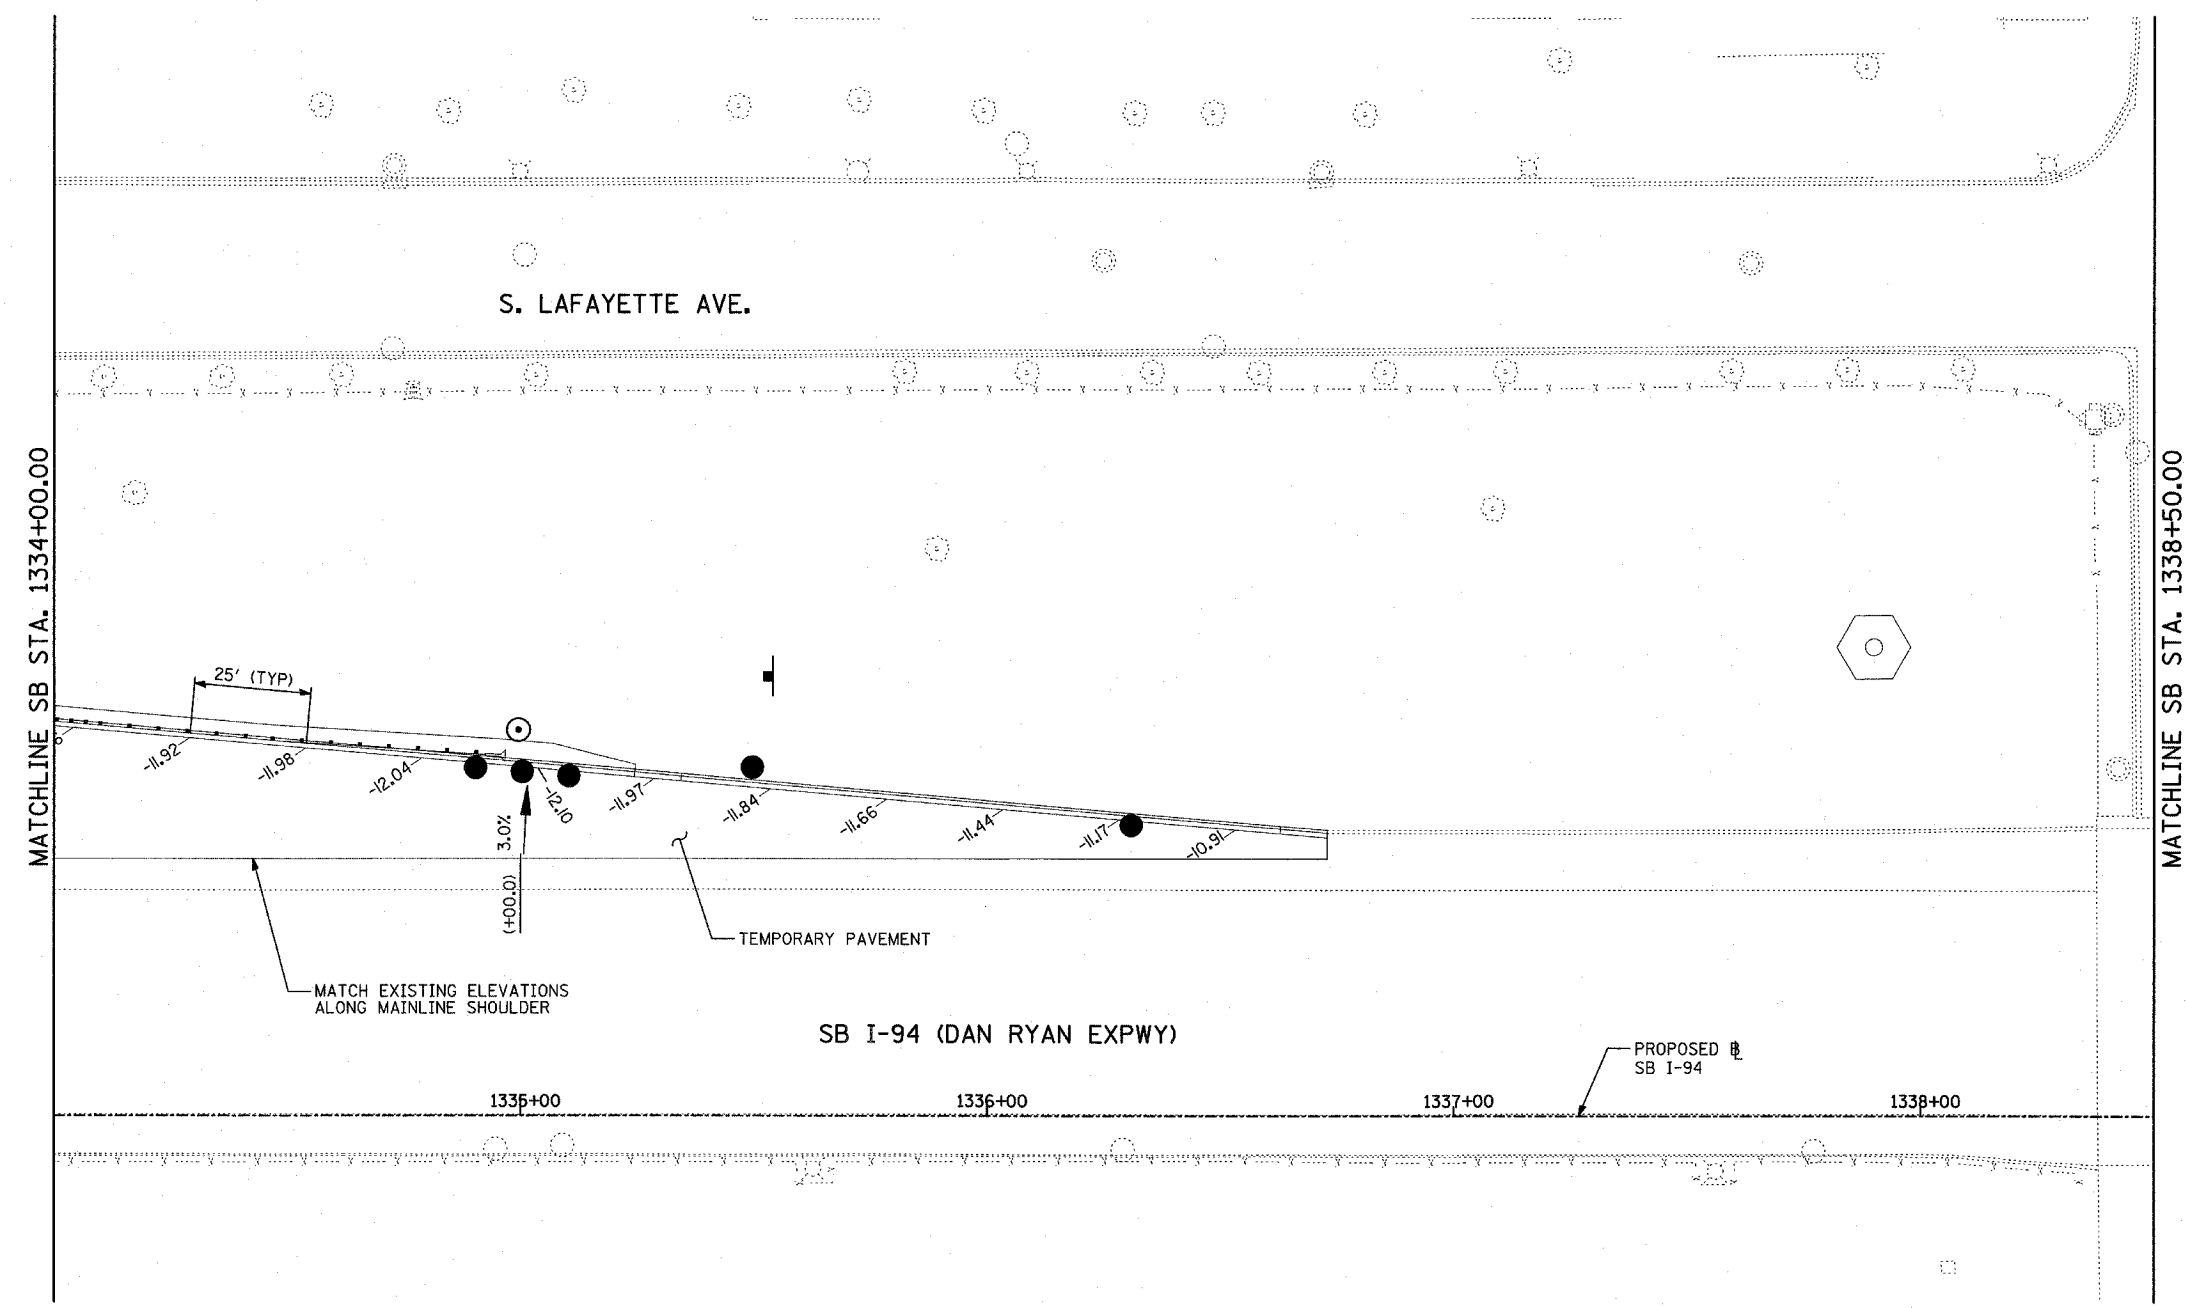 S. LAFAYETTE AVE.
MATCHLINE SB STA. 1334+00.00
MATCHLINE SB STA. 1338+50.00
25' (TYP)
-11.92
-11.98
-12.04
-12.10
-11.97
-11.84
-11.66
-11.44
-11.17
-10.91
3.0%
(+00.0)
TEMPORARY PAVEMENT
MATCH EXISTING ELEVATIONS
ALONG MAINLINE SHOULDER
SB I-94 (DAN RYAN EXPWY)
PROPOSED BL
SB I-94
1335+00
1336+00
1337+00
1338+00